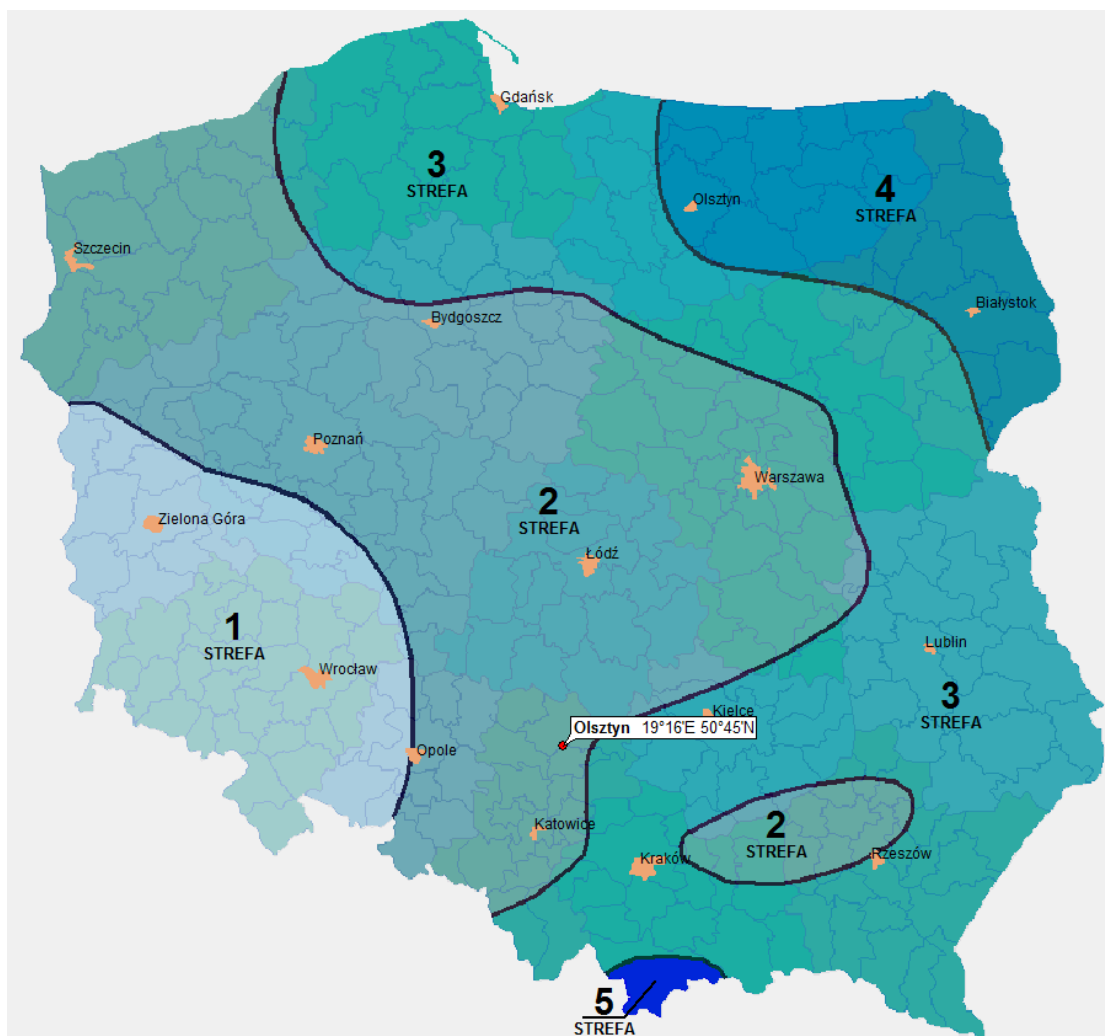 Gdańsk
3
STREFA
4
STREFA
Olsztyn
Szczecin
Białystok
Bydgoszcz
Poznań
Warszawa
2
STREFA
Zielona Góra
Łódź
1
STREFA
Wrocław
Lublin
3
STREFA
Kielce
Olsztyn 19°16'E 50°45'N
Opole
Katowice
2
STREFA
Kraków
Rzeszów
5
STREFA